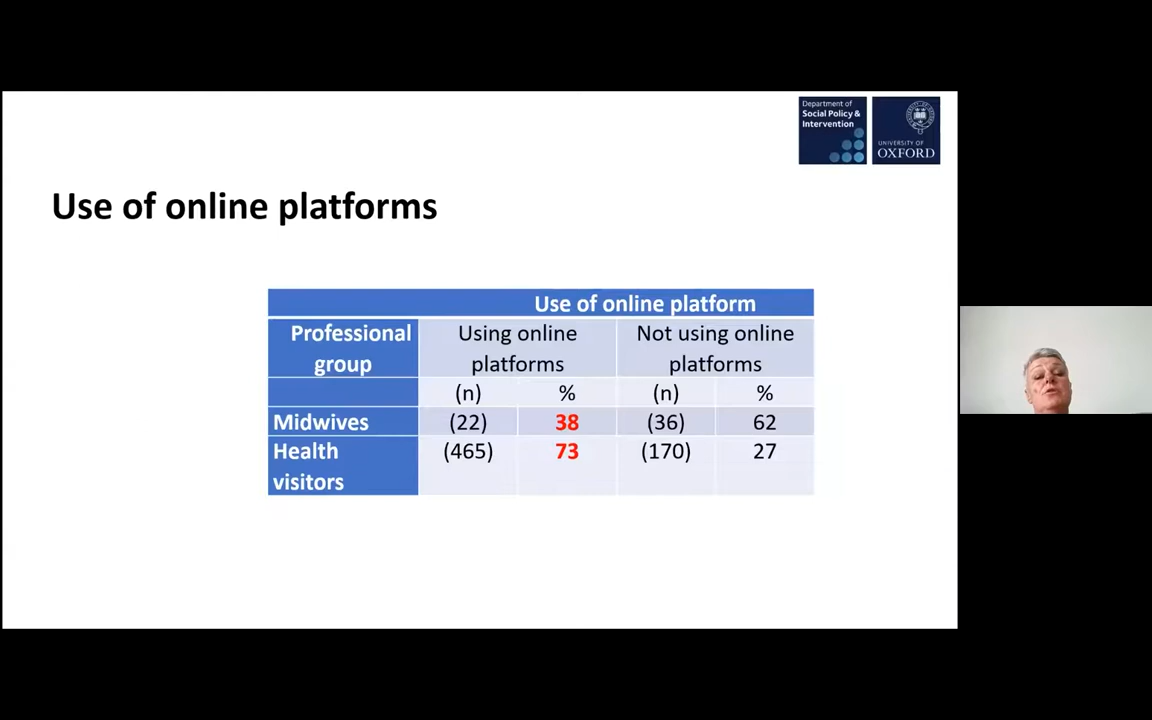 Department of
Social Policy &
Intervention
UNIVERSITY OF
OXFORD
Use of online platforms
Use of online platform
Professional group
Using online platforms
Not using online platforms
(n) % (n) %
Midwives (22) 38 (36) 62
Health visitors (465) 73 (170) 27